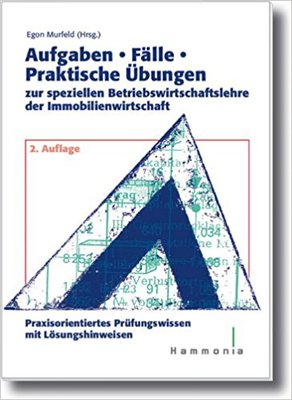 Egon Murfeld (Hrsg.)
Aufgaben • Fälle •
Praktische Übungen
zur speziellen Betriebswirtschaftslehre
der Immobilienwirtschaft
2. Auflage
Praxisorientiertes Prüfungswissen
mit Lösungshinweisen
Hammonia